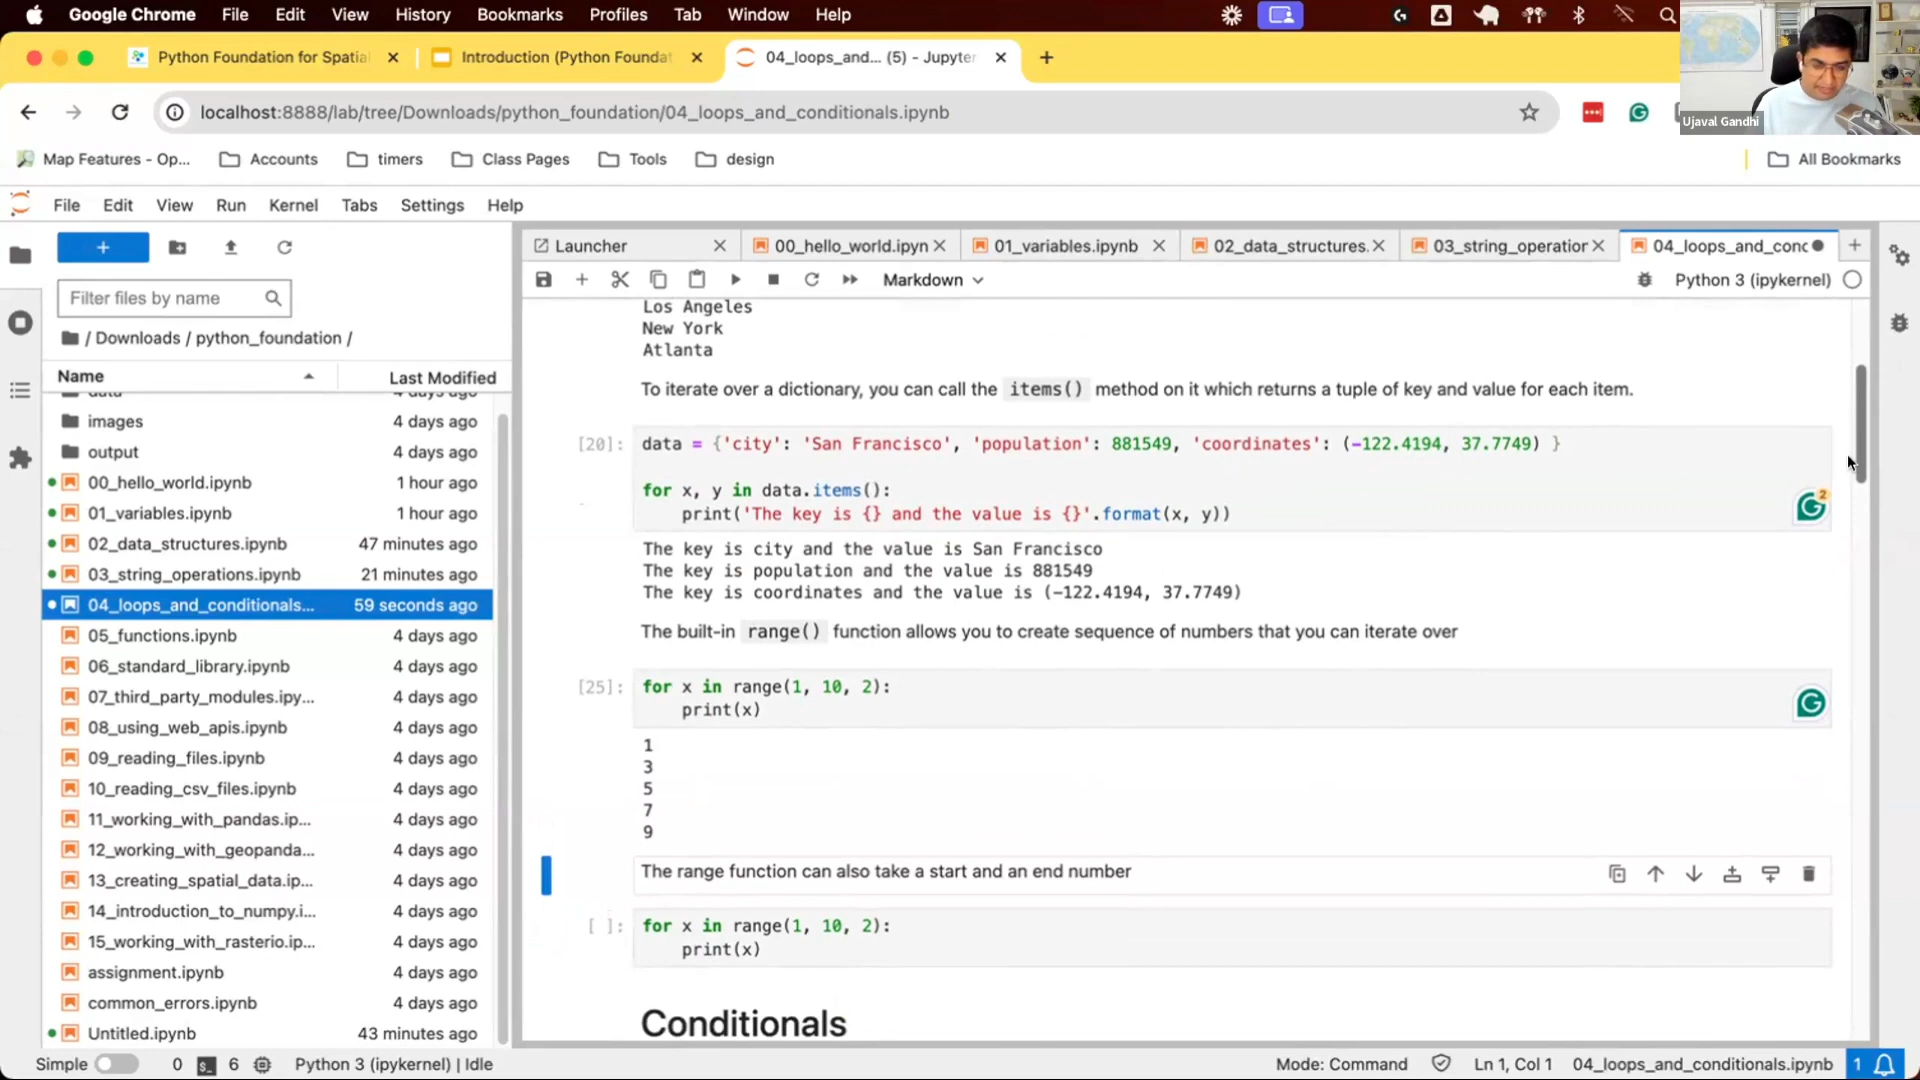 Google Chrome File Edit View History Bookmarks Profiles Tab Window Help
Python Foundation for Spatia
Introduction (Python Foundat
04_loops_and... (5) - Jupyter
Ujaval Gandhi
localhost:8888/lab/tree/Downloads/python_foundation/04_loops_and_conditionals.ipynb
Map Features - Op... Accounts timers Class Pages Tools design All Bookmarks
File Edit View Run Kernel Tabs Settings Help
Launcher 00_hello_world.ipyn 01_variables.ipynb 02_data_structures. 03_string_operation 04_loops_and_conc
Markdown Python 3 (ipykernel)
Filter files by name
/ Downloads / python_foundation /
Name Last Modified
data 4 days ago
images 4 days ago
output 4 days ago
00_hello_world.ipynb 1 hour ago
01_variables.ipynb 1 hour ago
02_data_structures.ipynb 47 minutes ago
03_string_operations.ipynb 21 minutes ago
04_loops_and_conditionals... 59 seconds ago
05_functions.ipynb 4 days ago
06_standard_library.ipynb 4 days ago
07_third_party_modules.ipy... 4 days ago
08_using_web_apis.ipynb 4 days ago
09_reading_files.ipynb 4 days ago
10_reading_csv_files.ipynb 4 days ago
11_working_with_pandas.ip... 4 days ago
12_working_with_geopanda... 4 days ago
13_creating_spatial_data.ip... 4 days ago
14_introduction_to_numpy.i... 4 days ago
15_working_with_rasterio.ip... 4 days ago
assignment.ipynb 4 days ago
common_errors.ipynb 4 days ago
Untitled.ipynb 43 minutes ago
Los Angeles
New York
Atlanta
To iterate over a dictionary, you can call the items() method on it which returns a tuple of key and value for each item.
[20]: data = {'city': 'San Francisco', 'population': 881549, 'coordinates': (-122.4194, 37.7749) }
for x, y in data.items():
print('The key is {} and the value is {}'.format(x, y))
2
The key is city and the value is San Francisco
The key is population and the value is 881549
The key is coordinates and the value is (-122.4194, 37.7749)
The built-in range() function allows you to create sequence of numbers that you can iterate over
[25]: for x in range(1, 10, 2):
print(x)
1
3
5
7
9
The range function can also take a start and an end number
[ ]: for x in range(1, 10, 2):
print(x)
Conditionals
Simple 0 6 Python 3 (ipykernel) | Idle Mode: Command Ln 1, Col 1 04_loops_and_conditionals.ipynb 1